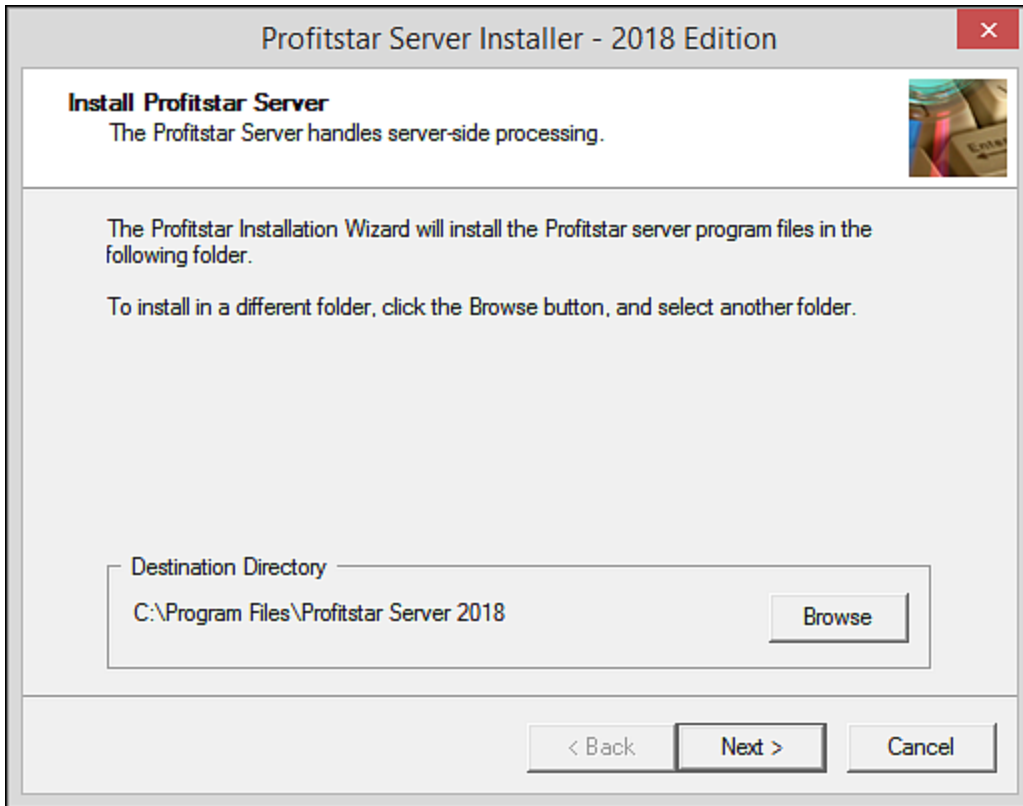 Profitstar Server Installer - 2018 Edition
Install Profitstar Server
The Profitstar Server handles server-side processing.
Enter
The Profitstar Installation Wizard will install the Profitstar server program files in the
following folder.
To install in a different folder, click the Browse button, and select another folder.
Destination Directory
C:\Program Files\Profitstar Server 2018
Browse
< Back
Next >
Cancel